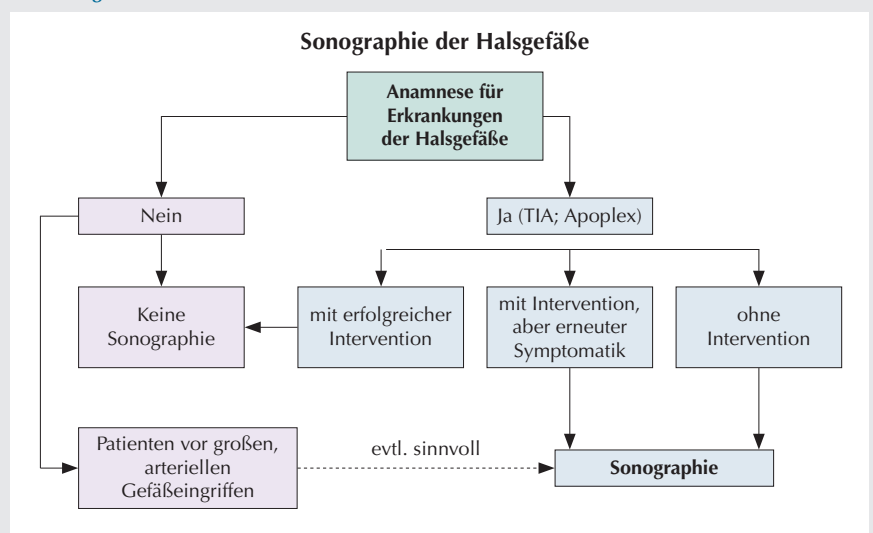 Sonographie der Halsgefäße
Anamnese für
Erkrankungen
der Halsgefäße
Nein
Ja (TIA; Apoplex)
Keine
Sonographie
mit erfolgreicher
Intervention
mit Intervention,
aber erneuter
Symptomatik
ohne
Intervention
Patienten vor großen,
arteriellen
Gefäßeingriffen
evtl. sinnvoll
Sonographie